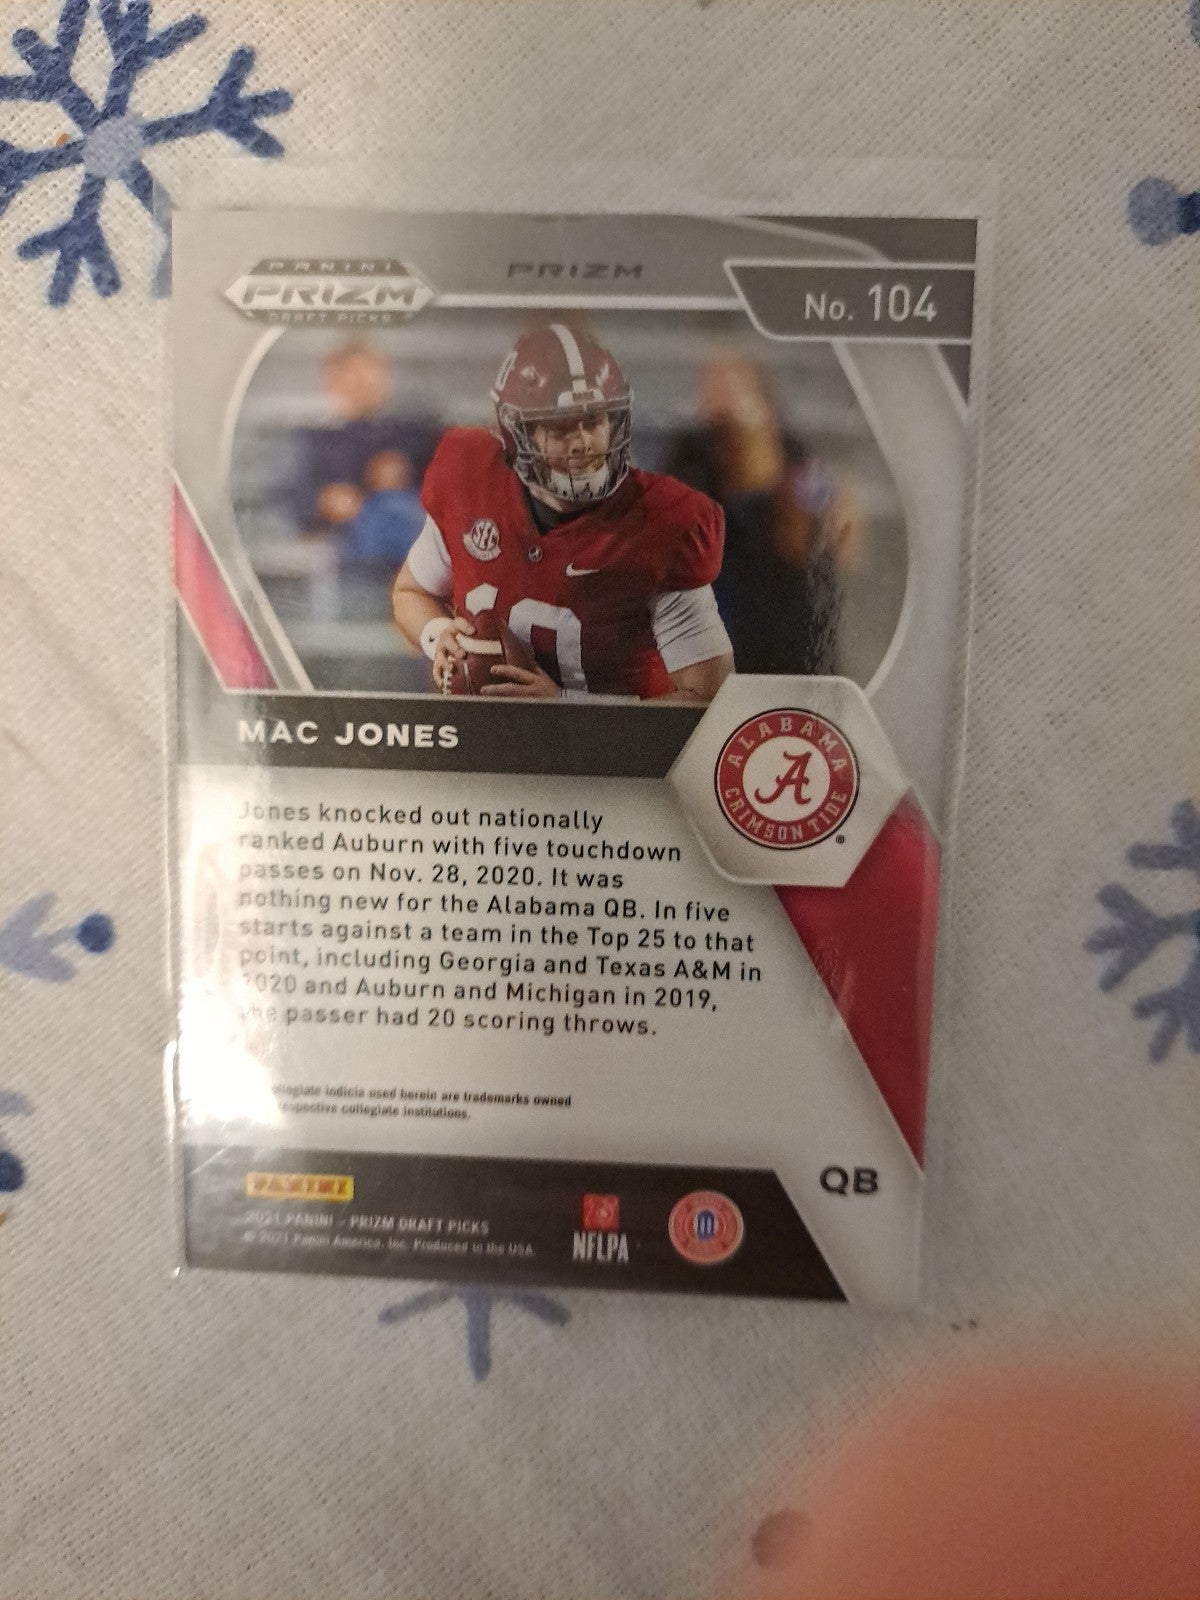 PANINI
PRIZM
DRAFT PICKS
PRIZM
No. 104
SEC
10
MAC JONES
ALABAMA
A
CRIMSON TIDE
®
Jones knocked out nationally
ranked Auburn with five touchdown
passes on Nov. 28, 2020. It was
nothing new for the Alabama QB. In five
starts against a team in the Top 25 to that
point, including Georgia and Texas A&M in
2020 and Auburn and Michigan in 2019,
the passer had 20 scoring throws.
collegiate indicia used herein are trademarks owned
respective collegiate institutions.
QB
PANINI
2021 PANINI - PRIZM DRAFT PICKS
© 2021 Panini America, Inc. Produced in the USA.
NFLPA